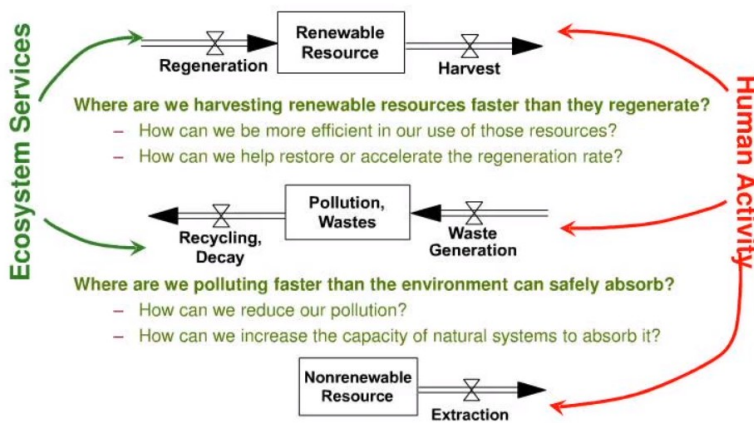 Ecosystem Services
Human Activity
Renewable
Resource
Regeneration
Harvest
Where are we harvesting renewable resources faster than they regenerate?
– How can we be more efficient in our use of those resources?
– How can we help restore or accelerate the regeneration rate?
Pollution,
Wastes
Recycling,
Decay
Waste
Generation
Where are we polluting faster than the environment can safely absorb?
– How can we reduce our pollution?
– How can we increase the capacity of natural systems to absorb it?
Nonrenewable
Resource
Extraction